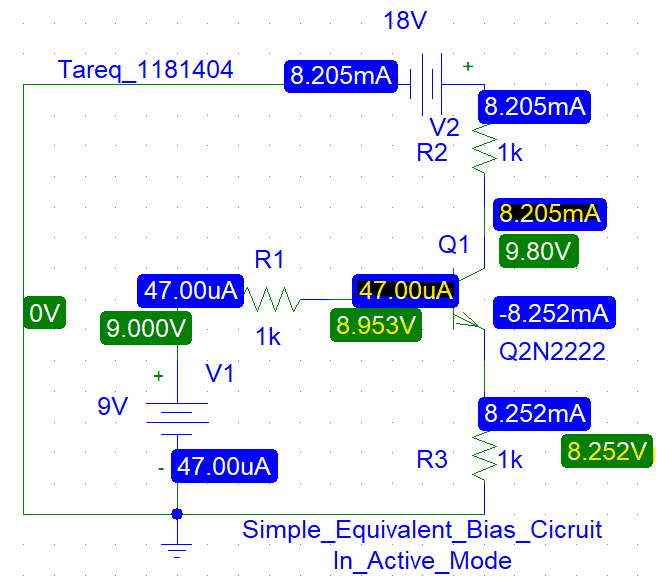 18V
Tareq_1181404
8.205mA
+
8.205mA
V2
R2
1k
8.205mA
Q1
9.80V
R1
47.00uA
47.00uA
0V
9.000V
8.953V
-8.252mA
1k
Q2N2222
+
V1
9V
8.252mA
8.252V
-
47.00uA
R3
1k
Simple_Equivalent_Bias_Cicruit
In_Active_Mode